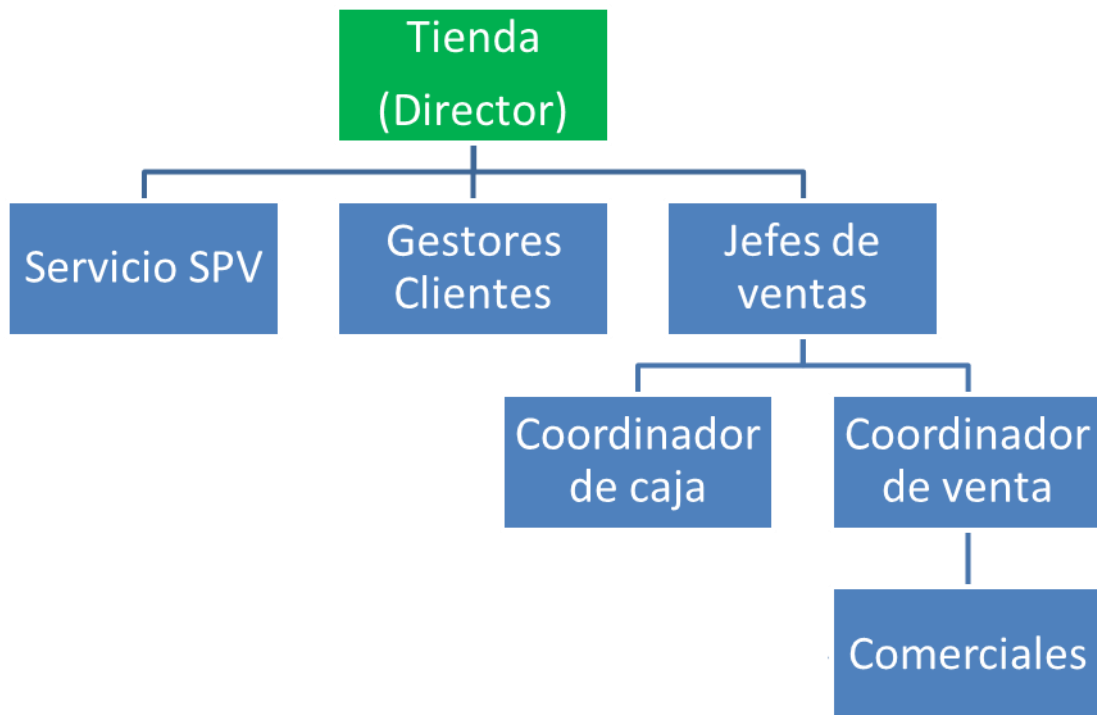 Tienda
(Director)
Servicio SPV
Gestores
Clientes
Jefes de
ventas
Coordinador
de caja
Coordinador
de venta
Comerciales